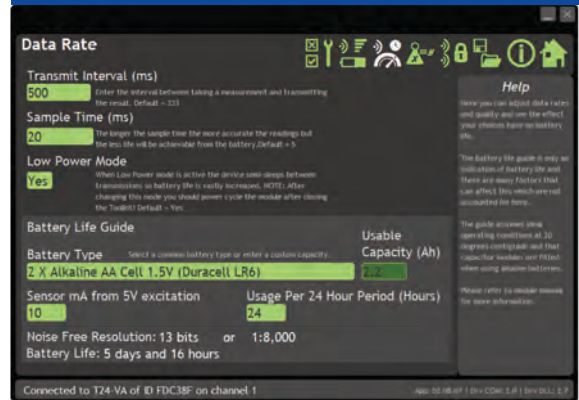 Data Rate
Transmit Interval (ms)
500
Enter the interval between taking a measurement and transmitting
the result. Default = 333
Sample Time (ms)
20
The longer the sample time the more accurate the readings but
the less life will be achievable from the battery.Default = 5
Low Power Mode
Yes
When Low Power mode is active the device semi-sleeps between
transmissions so battery life is vastly increased. NOTE: After
changing this mode you should power cycle the module after closing
the Toolkit! Default = Yes
Battery Life Guide
Battery Type
Select a common battery type or enter a custom capacity.
Usable
Capacity (Ah)
2 X Alkaline AA Cell 1.5V (Duracell LR6)
2.2
Sensor mA from 5V excitation
Usage Per 24 Hour Period (Hours)
10
24
Noise Free Resolution: 13 bits or 1:8,000
Battery Life: 5 days and 16 hours
Help
Here you can adjust data rates
and quality and see the effect
your choices have on battery
life.
The battery life guide is only an
indication of battery life and
there are many factors that
can affect this which are not
accounted for here.
The guide assumes ideal
operating conditions at 20
degrees centigrade and that
capacitor modules are fitted
when using alkaline batteries.
Please refer to module manual
for more information.
Connected to T24-VA of ID FDC38F on channel 1